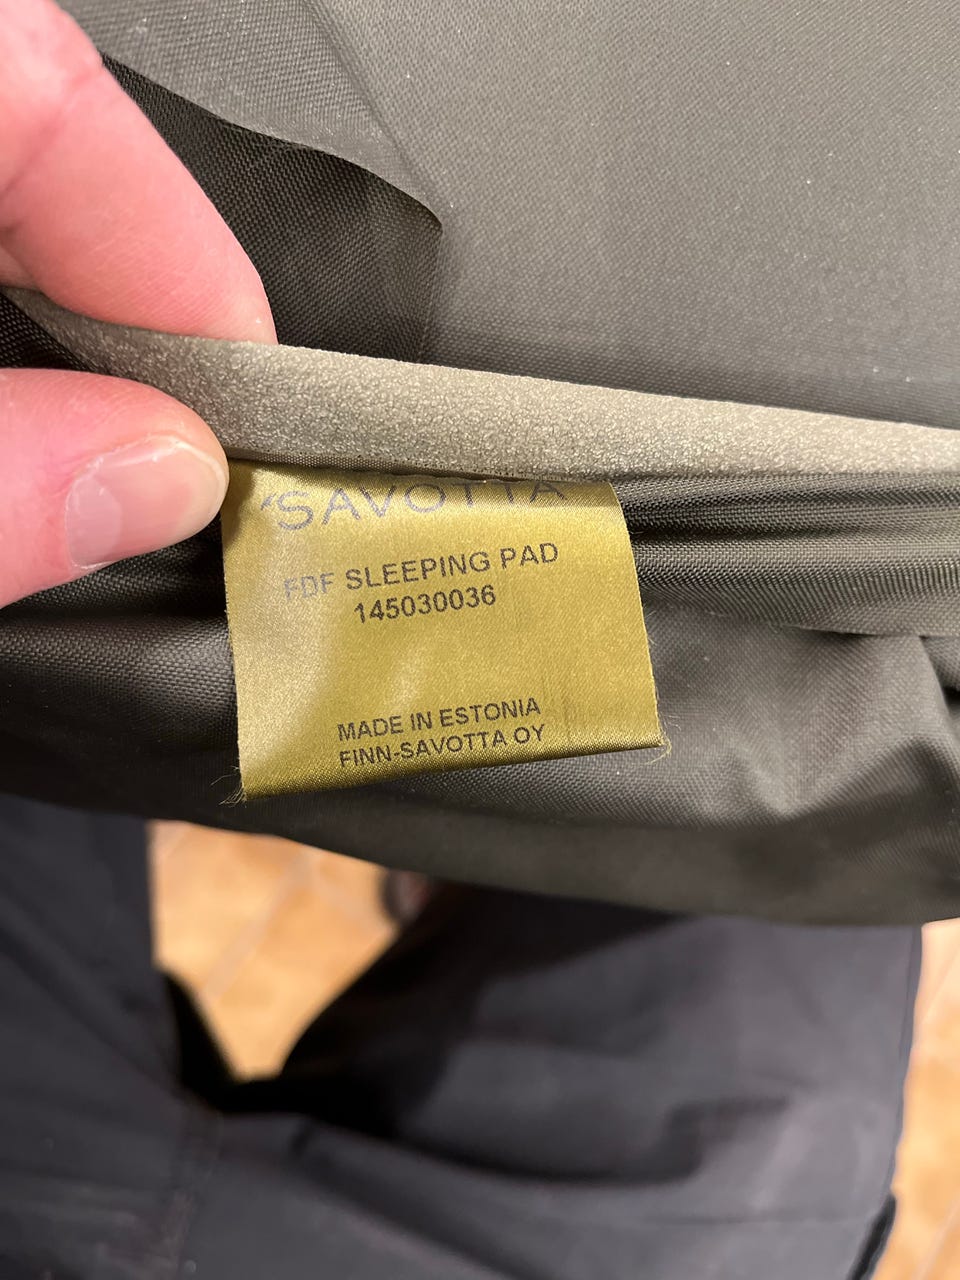 'SAVOTTA
FDF SLEEPING PAD
145030036
MADE IN ESTONIA
FINN-SAVOTTA OY